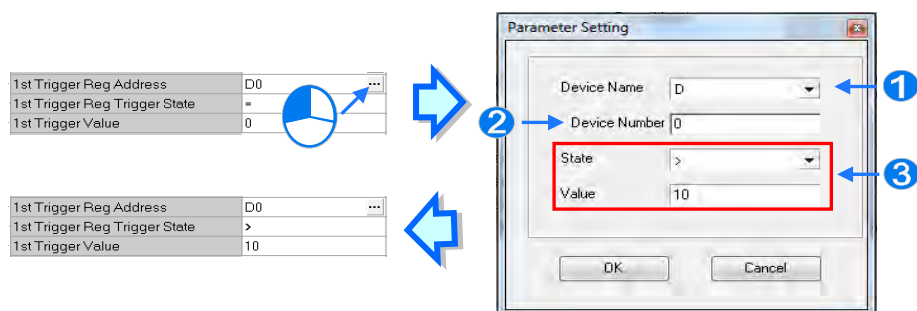 1st Trigger Reg Address D0 ...
1st Trigger Reg Trigger State =
1st Trigger Value 0
Parameter Setting
Device Name D
1
2
Device Number 0
State >
Value 10
3
OK
Cancel
1st Trigger Reg Address D0 ...
1st Trigger Reg Trigger State >
1st Trigger Value 10